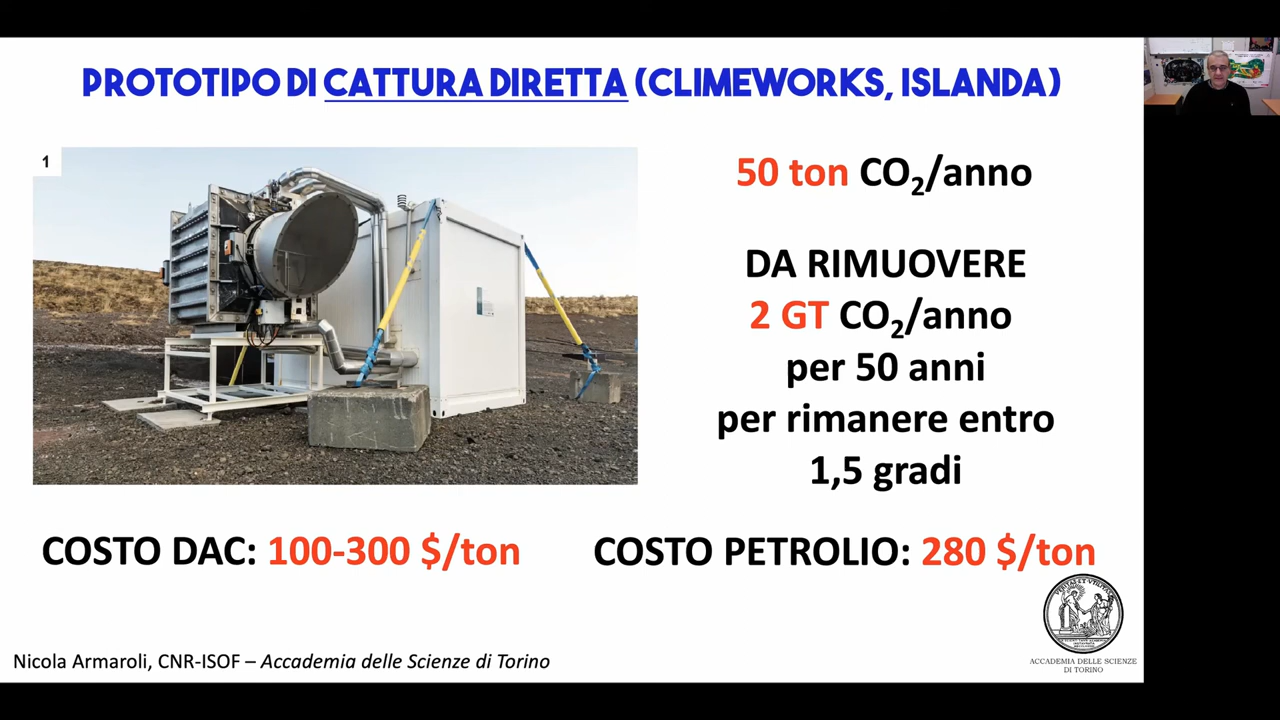 PROTOTIPO DI CATTURA DIRETTA (CLIMEWORKS, ISLANDA)
1
50 ton CO₂/anno
DA RIMUOVERE
2 GT CO₂/anno
per 50 anni
per rimanere entro
1,5 gradi
COSTO DAC: 100-300 $/ton
COSTO PETROLIO: 280 $/ton
Nicola Armaroli, CNR-ISOF – Accademia delle Scienze di Torino
ACCADEMIA DELLE SCIENZE
DI TORINO